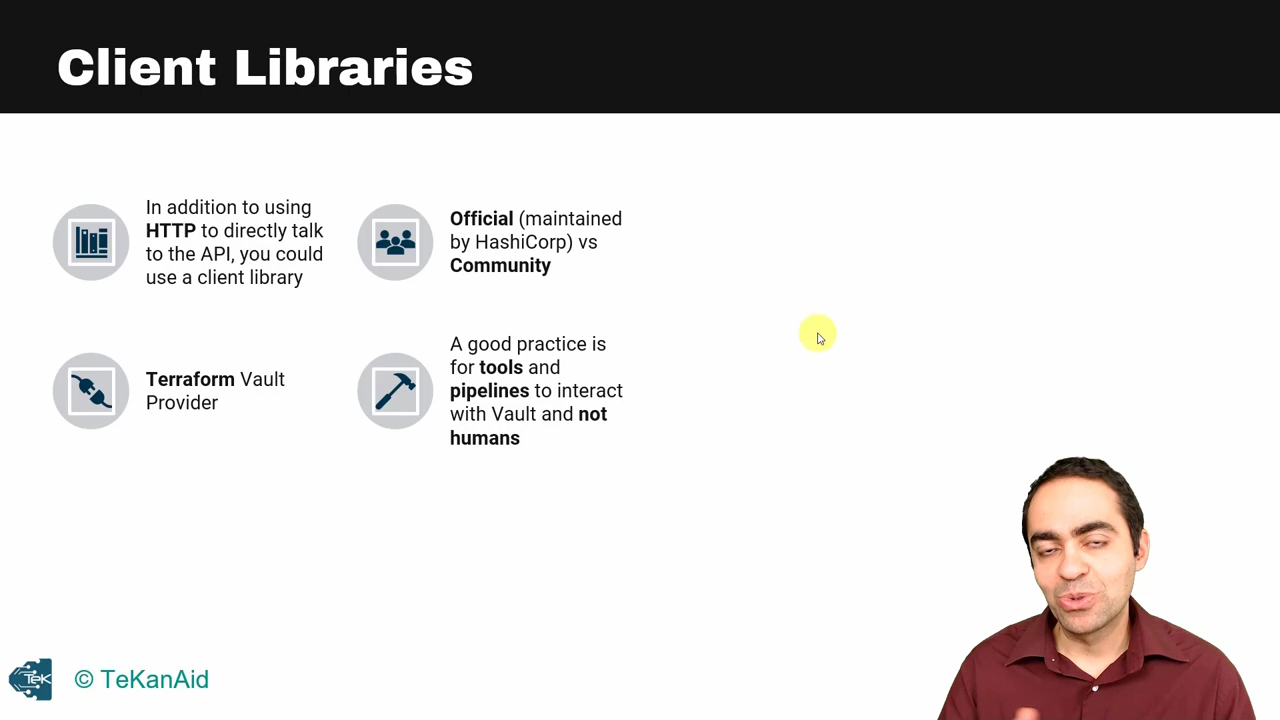 Client Libraries
In addition to using
HTTP to directly talk
to the API, you could
use a client library
Official (maintained
by HashiCorp) vs
Community
Terraform Vault
Provider
A good practice is
for tools and
pipelines to interact
with Vault and not
humans
TeK
© TeKanAid